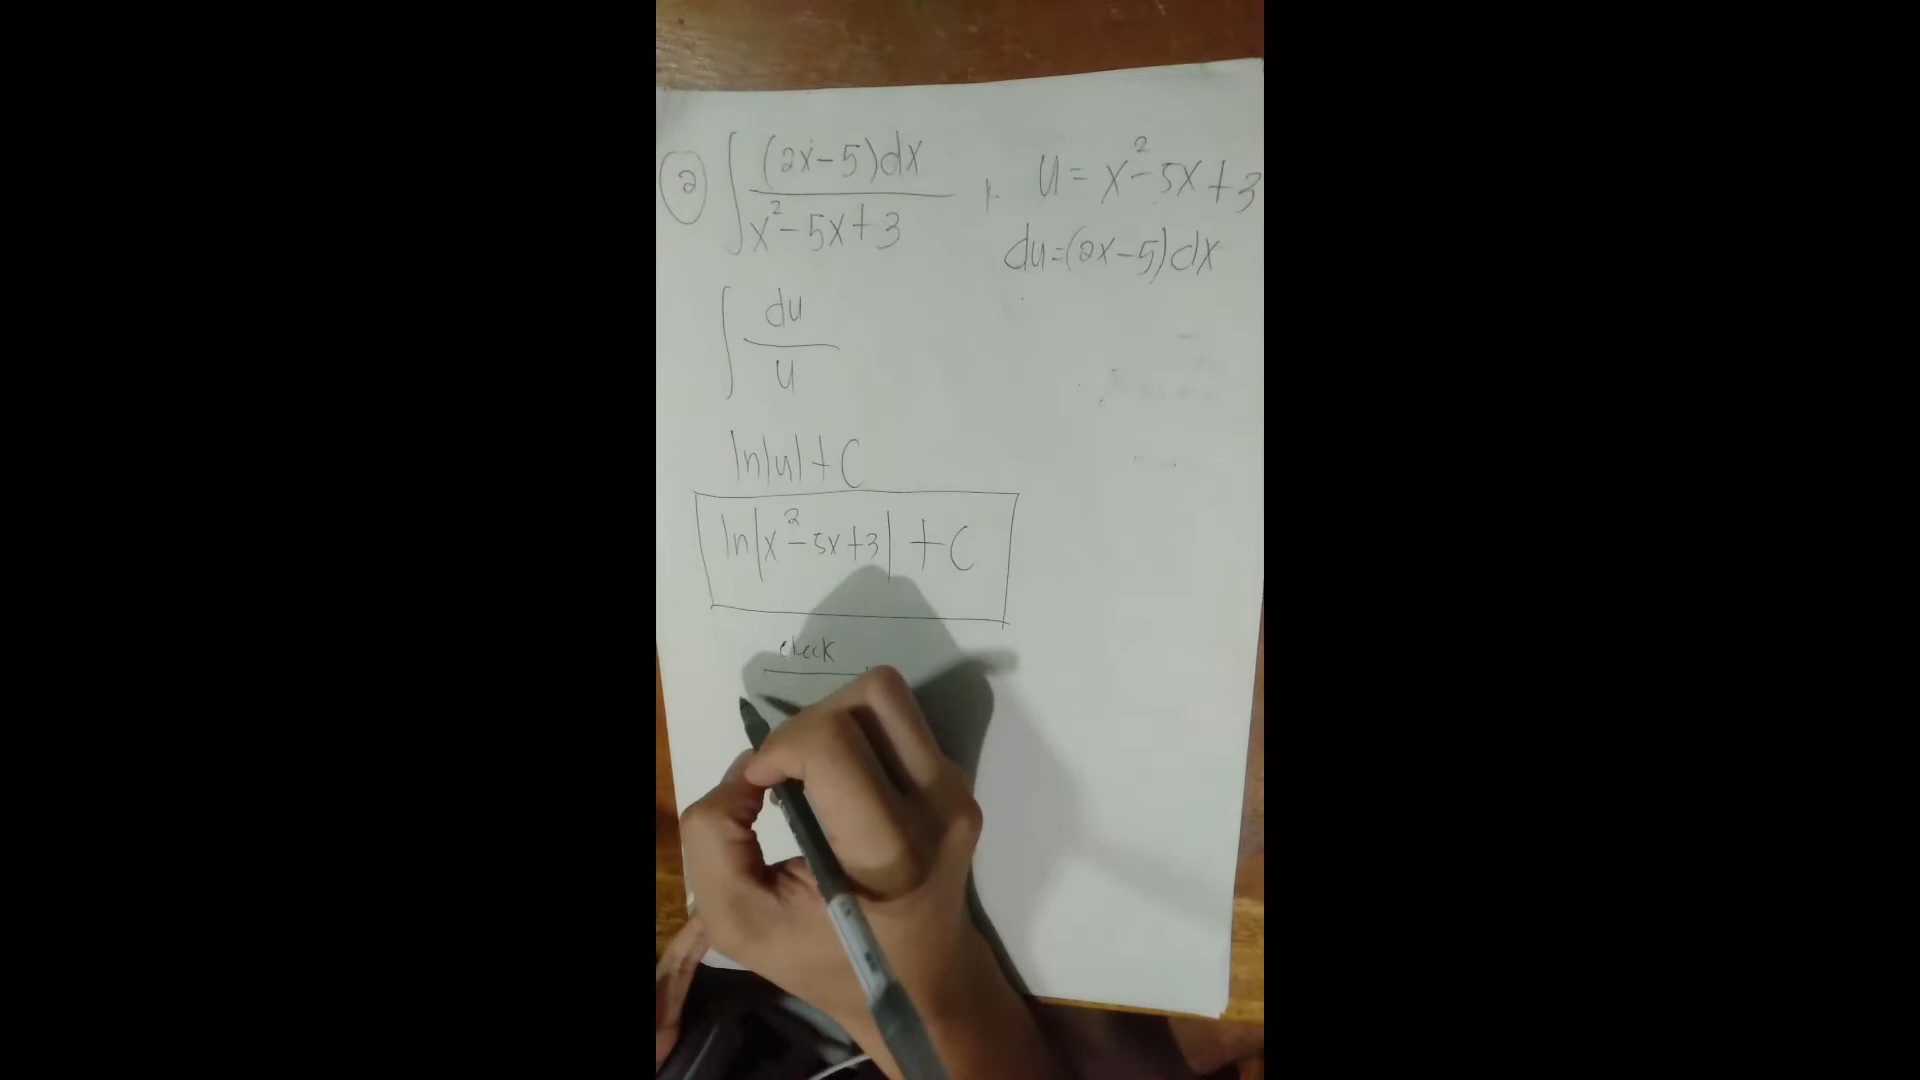 ② ∫ (2x-5)dx / x²-5x+3
u = x²-5x+3
du=(2x-5)dx
∫ du / u
ln|u| + C
ln|x²-5x+3| + C
check